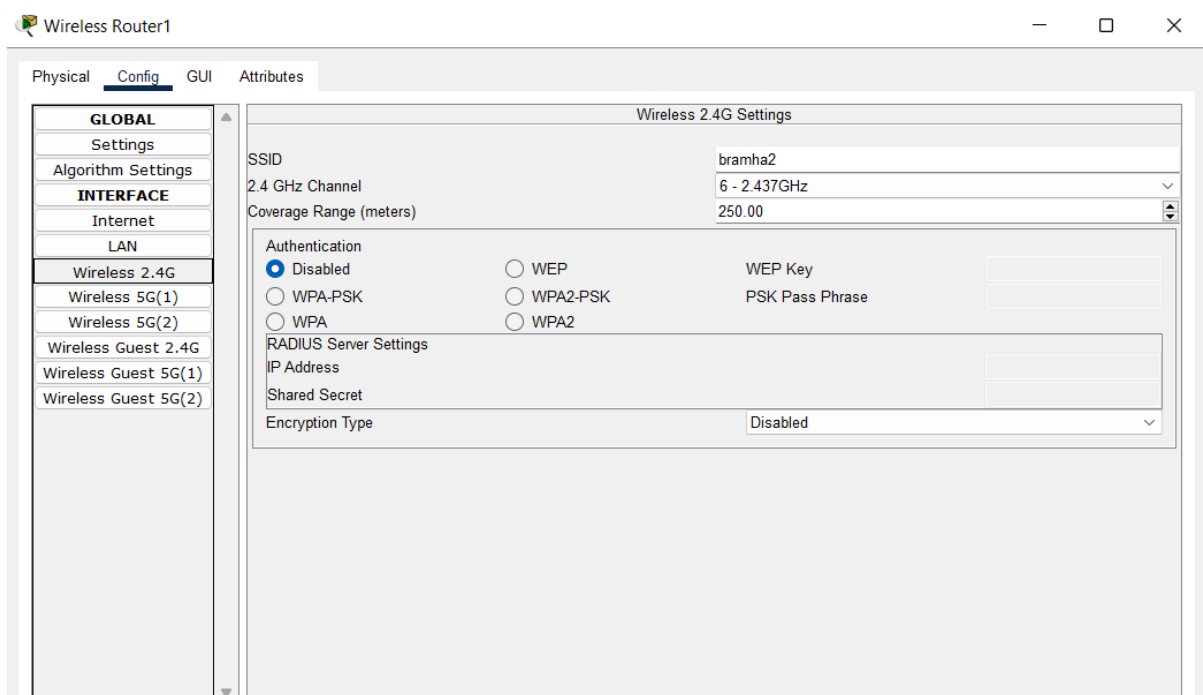 Wireless Router1
Physical Config GUI Attributes
GLOBAL
Settings
Algorithm Settings
INTERFACE
Internet
LAN
Wireless 2.4G
Wireless 5G(1)
Wireless 5G(2)
Wireless Guest 2.4G
Wireless Guest 5G(1)
Wireless Guest 5G(2)
Wireless 2.4G Settings
SSID bramha2
2.4 GHz Channel 6 - 2.437GHz
Coverage Range (meters) 250.00
Authentication
Disabled WEP WEP Key
WPA-PSK WPA2-PSK PSK Pass Phrase
WPA WPA2
RADIUS Server Settings
IP Address
Shared Secret
Encryption Type Disabled